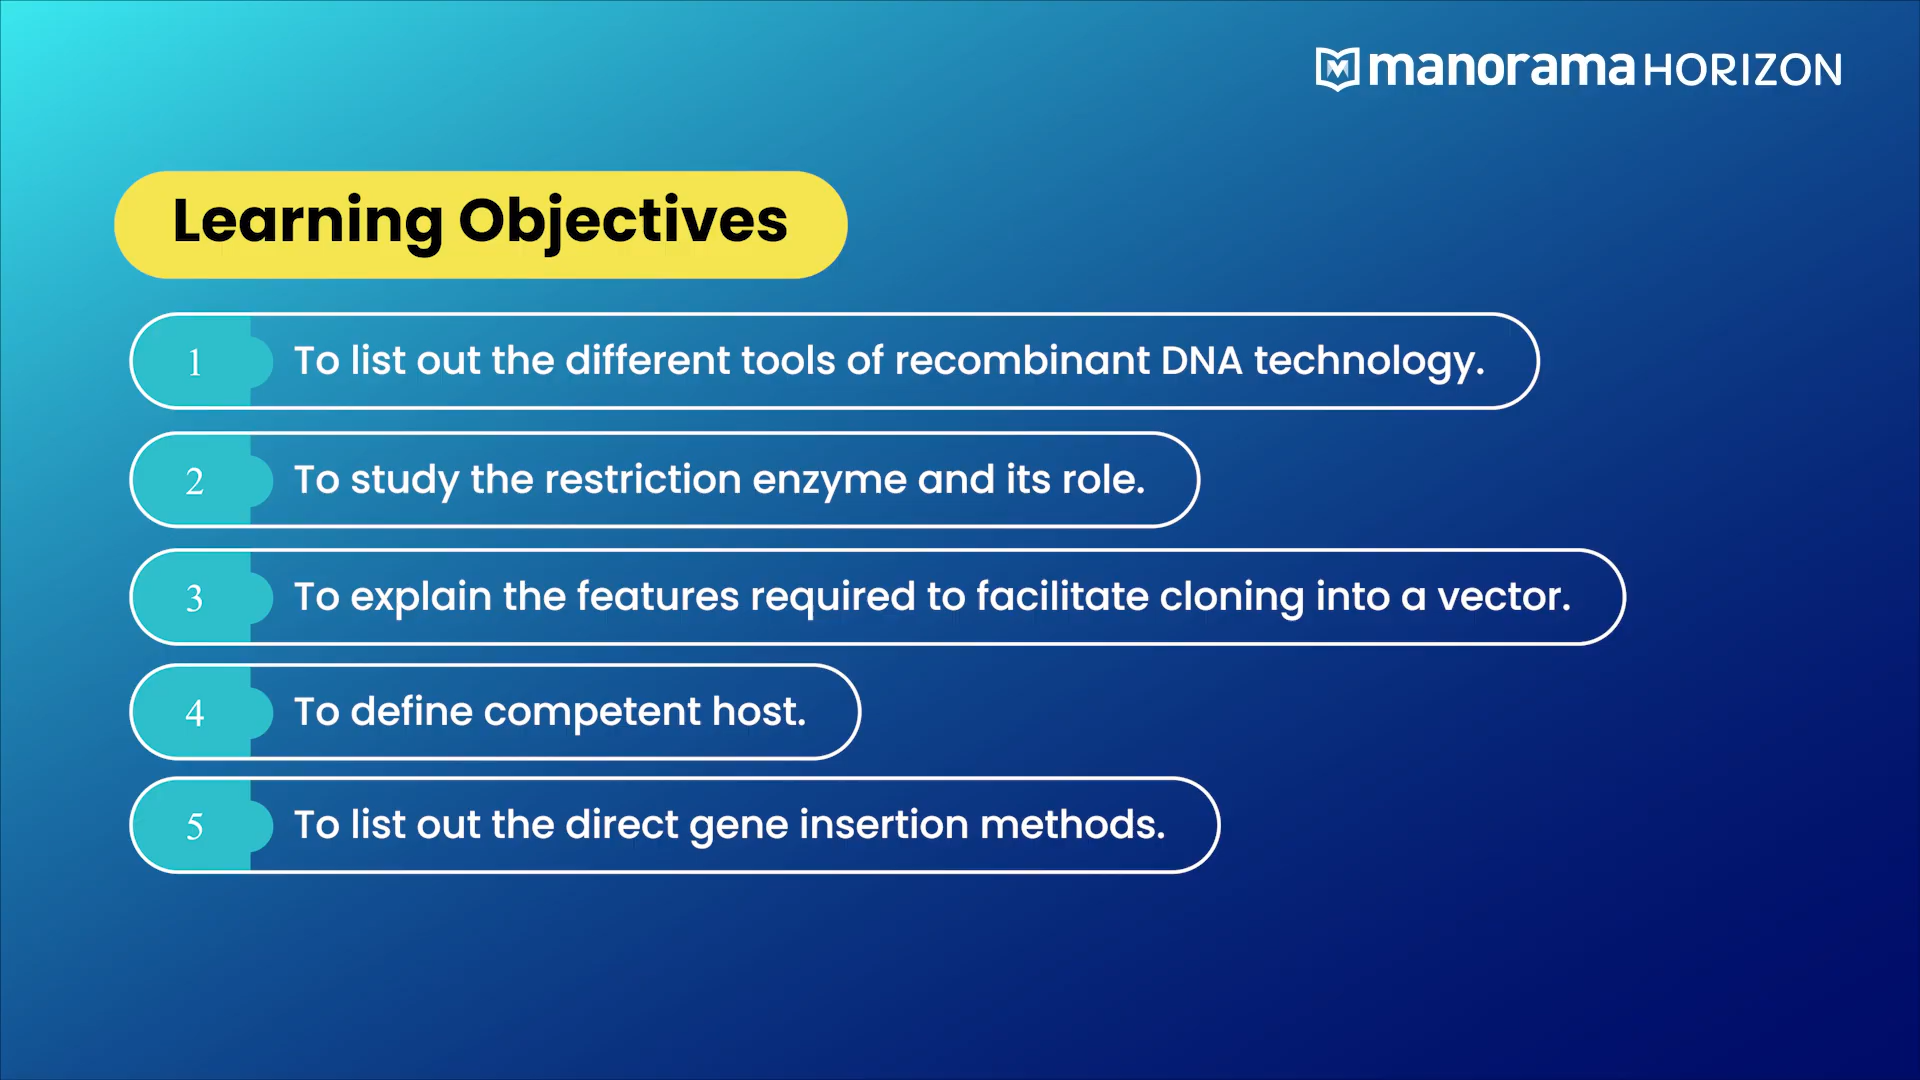 manorama HORIZON
Learning Objectives
1 To list out the different tools of recombinant DNA technology.
2 To study the restriction enzyme and its role.
3 To explain the features required to facilitate cloning into a vector.
4 To define competent host.
5 To list out the direct gene insertion methods.